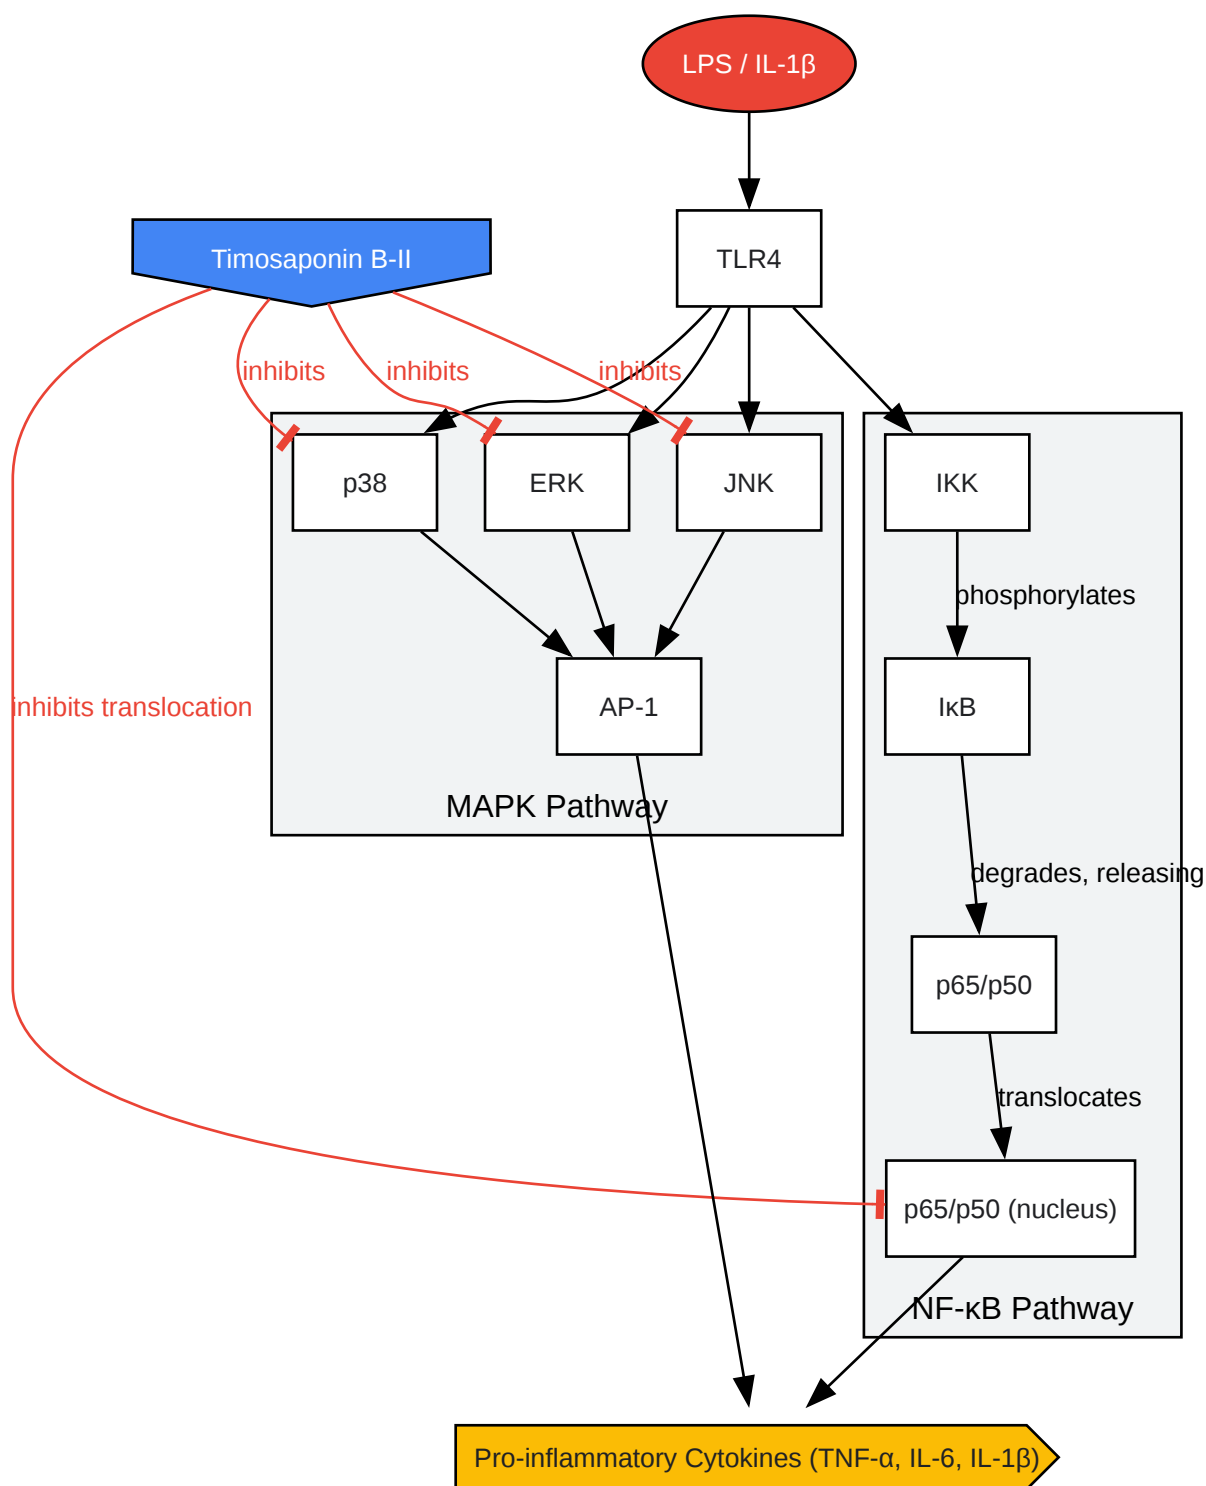 LPS / IL-1β
Timosaponin B-II
TLR4
inhibits
inhibits
inhibits
p38
ERK
JNK
IKK
phosphorylates
inhibits translocation
AP-1
IκB
MAPK Pathway
degrades, releasing
p65/p50
translocates
p65/p50 (nucleus)
NF-κB Pathway
Pro-inflammatory Cytokines (TNF-α, IL-6, IL-1β)